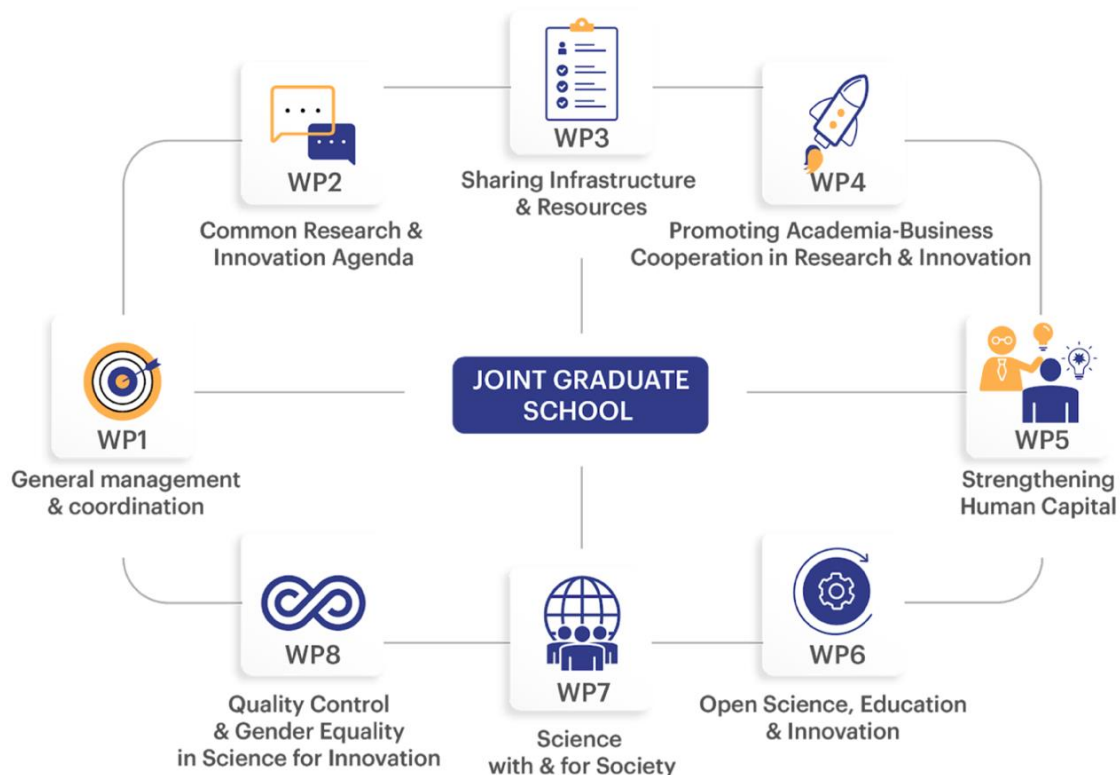 WP3
Sharing Infrastructure
& Resources
WP2
Common Research &
Innovation Agenda
WP4
Promoting Academia-Business
Cooperation in Research & Innovation
WP1
General management
& coordination
JOINT GRADUATE
SCHOOL
WP5
Strengthening
Human Capital
WP8
Quality Control
& Gender Equality
in Science for Innovation
WP7
Science
with & for Society
WP6
Open Science, Education
& Innovation